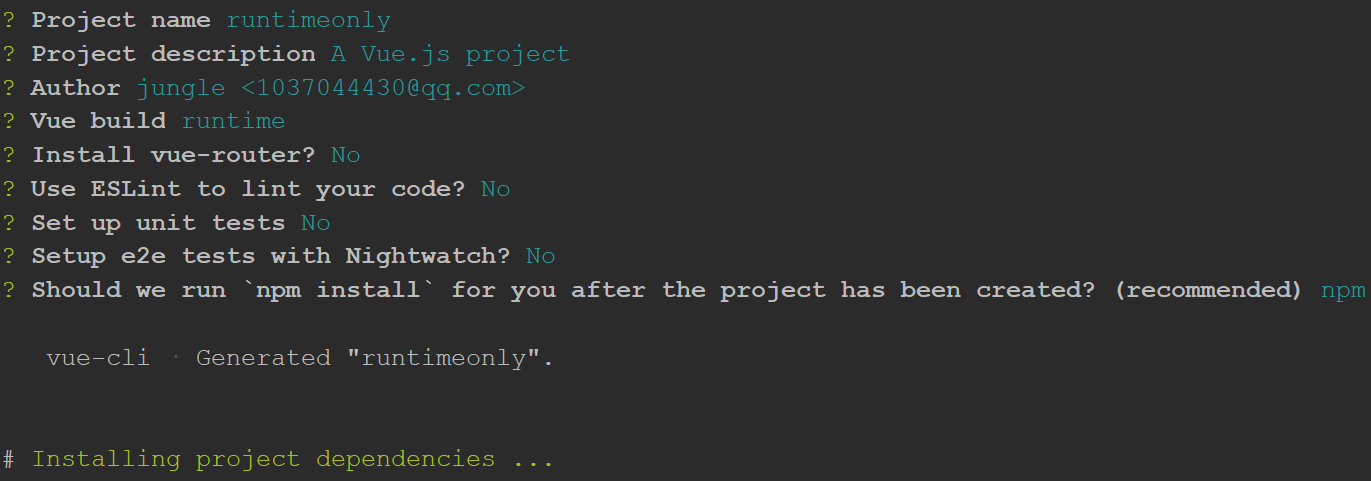 ? Project name runtimeonly
? Project description A Vue.js project
? Author jungle <1037044430@qq.com>
? Vue build runtime
? Install vue-router? No
? Use ESLint to lint your code? No
? Set up unit tests No
? Setup e2e tests with Nightwatch? No
? Should we run `npm install` for you after the project has been created? (recommended) npm
vue-cli · Generated "runtimeonly".
# Installing project dependencies ...